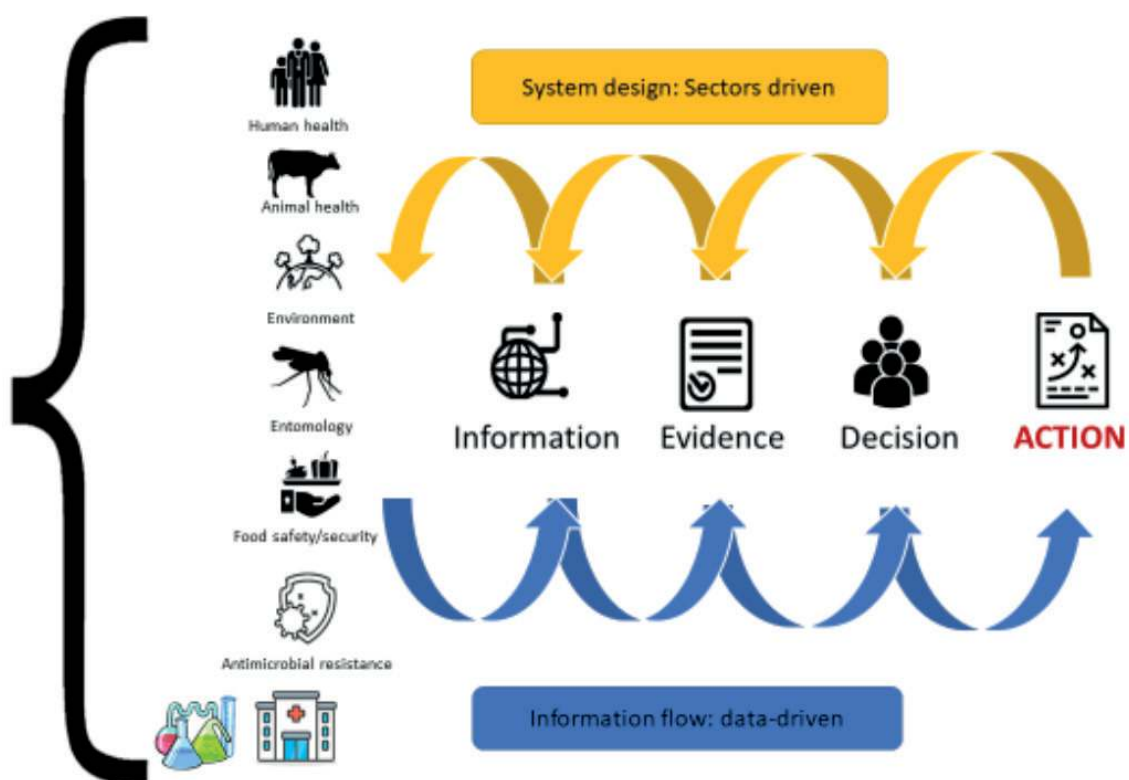 Human health
System design: Sectors driven
Animal health
Environment
Entomology
Information
Evidence
Decision
ACTION
Food safety/security
Antimicrobial resistance
Information flow: data-driven